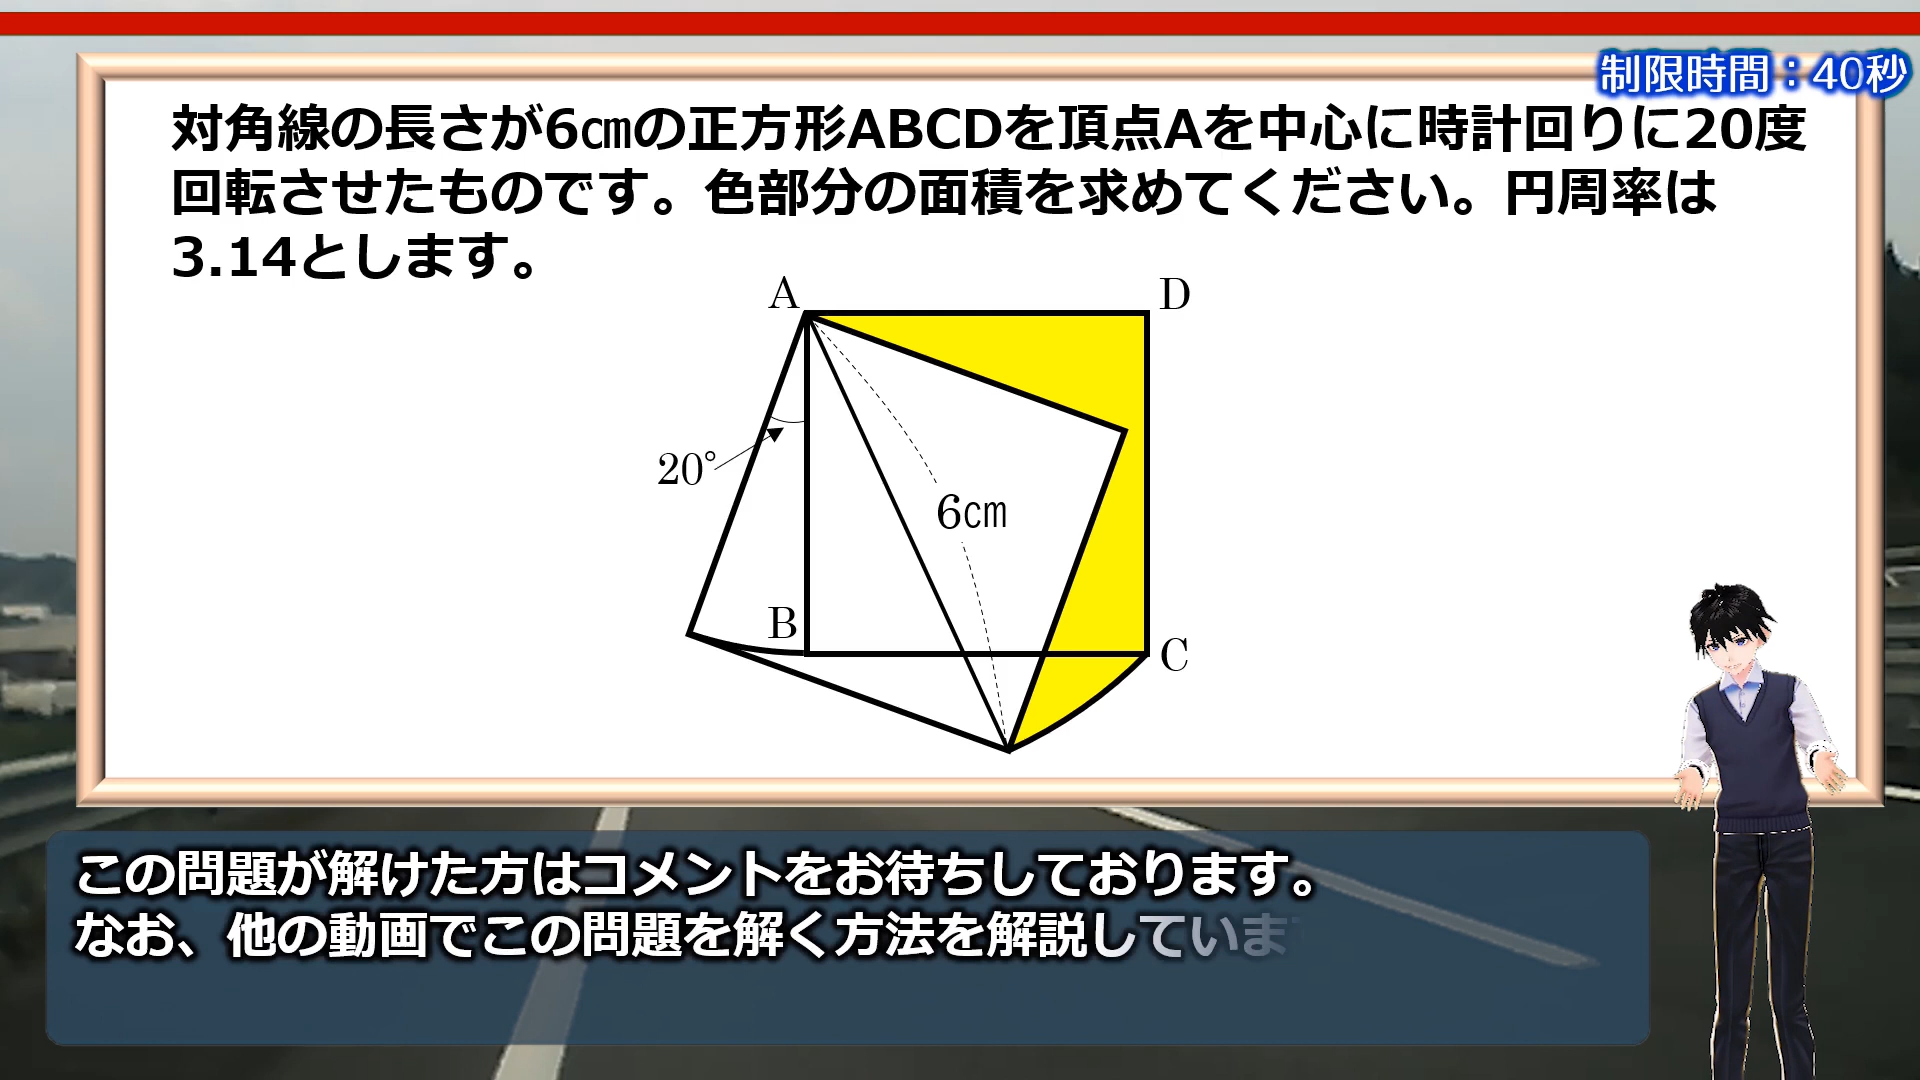 制限時間：40秒
対角線の長さが6㎝の正方形ABCDを頂点Aを中心に時計回りに20度
回転させたものです。色部分の面積を求めてください。円周率は
3.14とします。
A
D
20°
6㎝
B
C
この問題が解けた方はコメントをお待ちしております。
なお、他の動画でこの問題を解く方法を解説していま